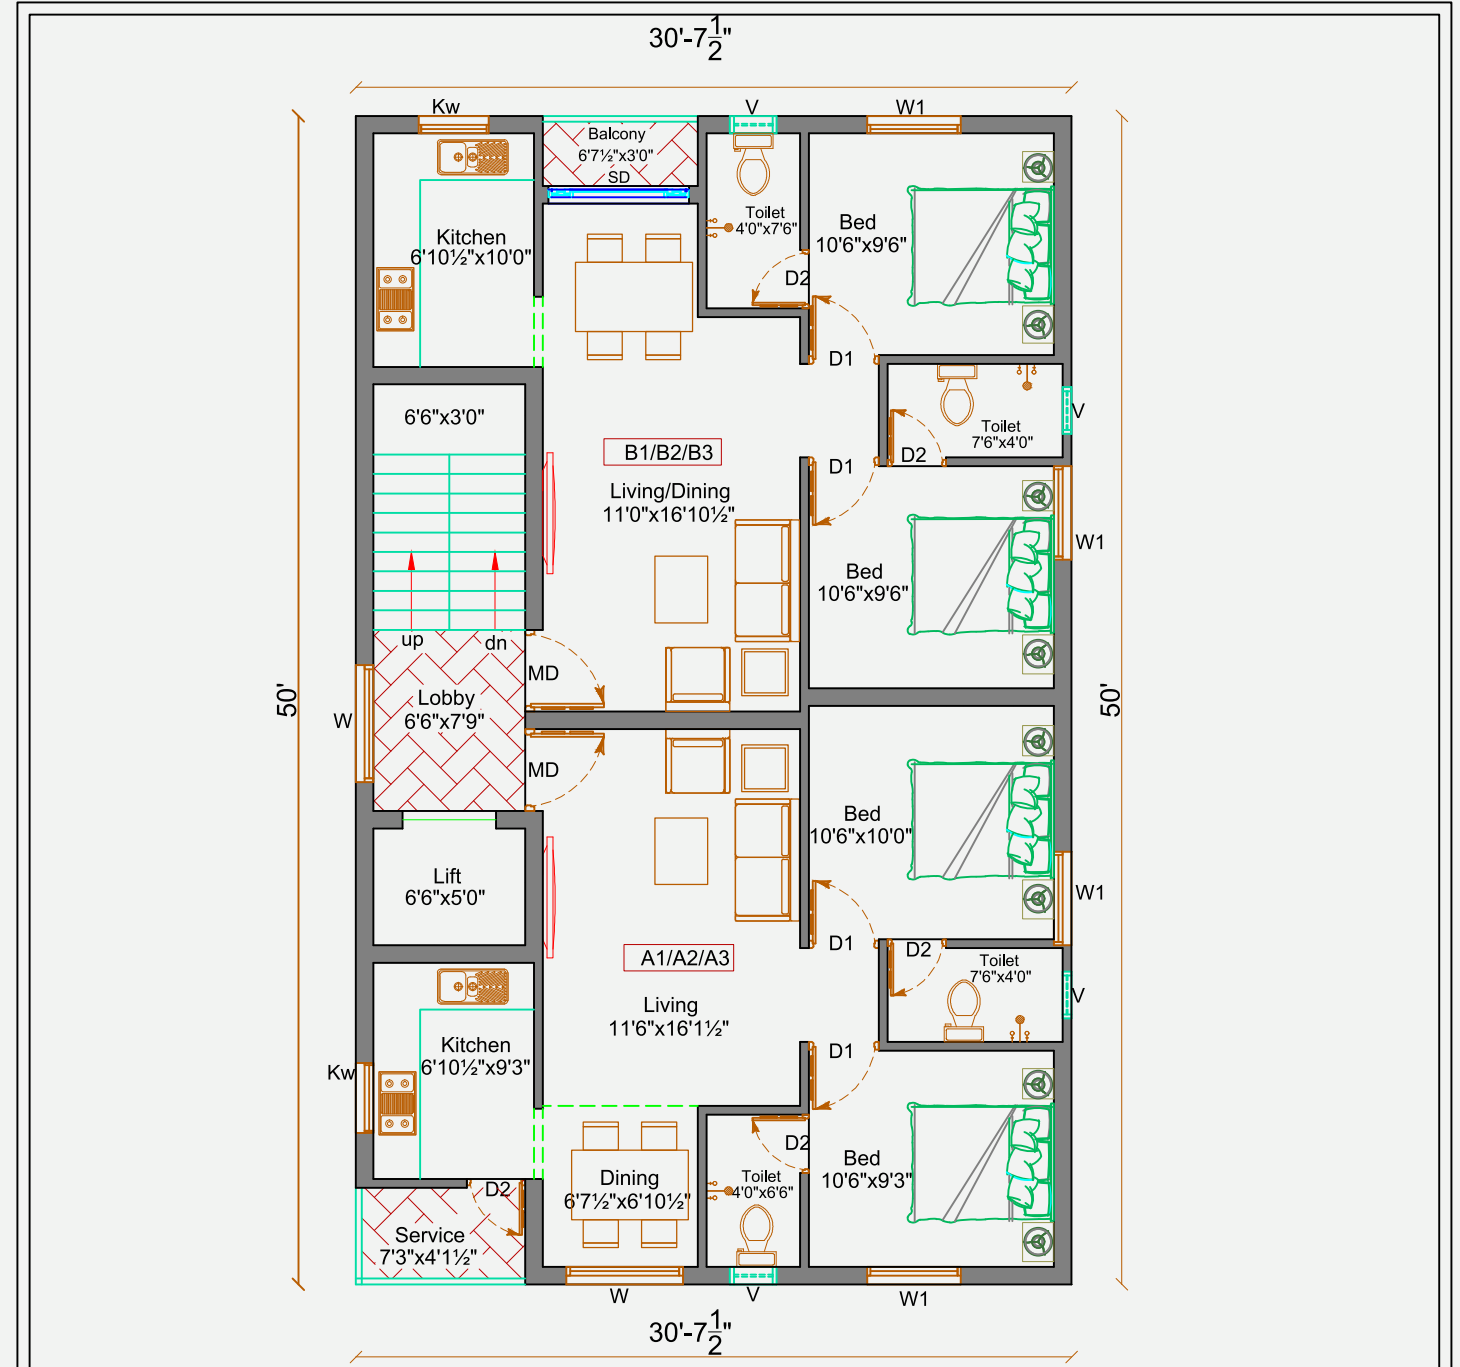 30'-7½"
Kw
V
W1
Balcony
6'7½"x3'0"
SD
Toilet
4'0"x7'6"
Bed
10'6"x9'6"
Kitchen
6'10½"x10'0"
D2
D1
6'6"x3'0"
Toilet
7'6"x4'0"
V
B1/B2/B3
D1
D2
Living/Dining
11'0"x16'10½"
W1
Bed
10'6"x9'6"
up
dn
MD
Lobby
6'6"x7'9"
W
50'
50'
MD
Bed
10'6"x10'0"
Lift
6'6"x5'0"
W1
D1
D2
A1/A2/A3
Toilet
7'6"x4'0"
V
Living
11'6"x16'1½"
Kitchen
6'10½"x9'3"
D1
Kw
D2
Bed
10'6"x9'3"
Dining
6'7½"x6'10½"
Toilet
4'0"x6'6"
D2
Service
7'3"x4'1½"
W
V
W1
30'-7½"